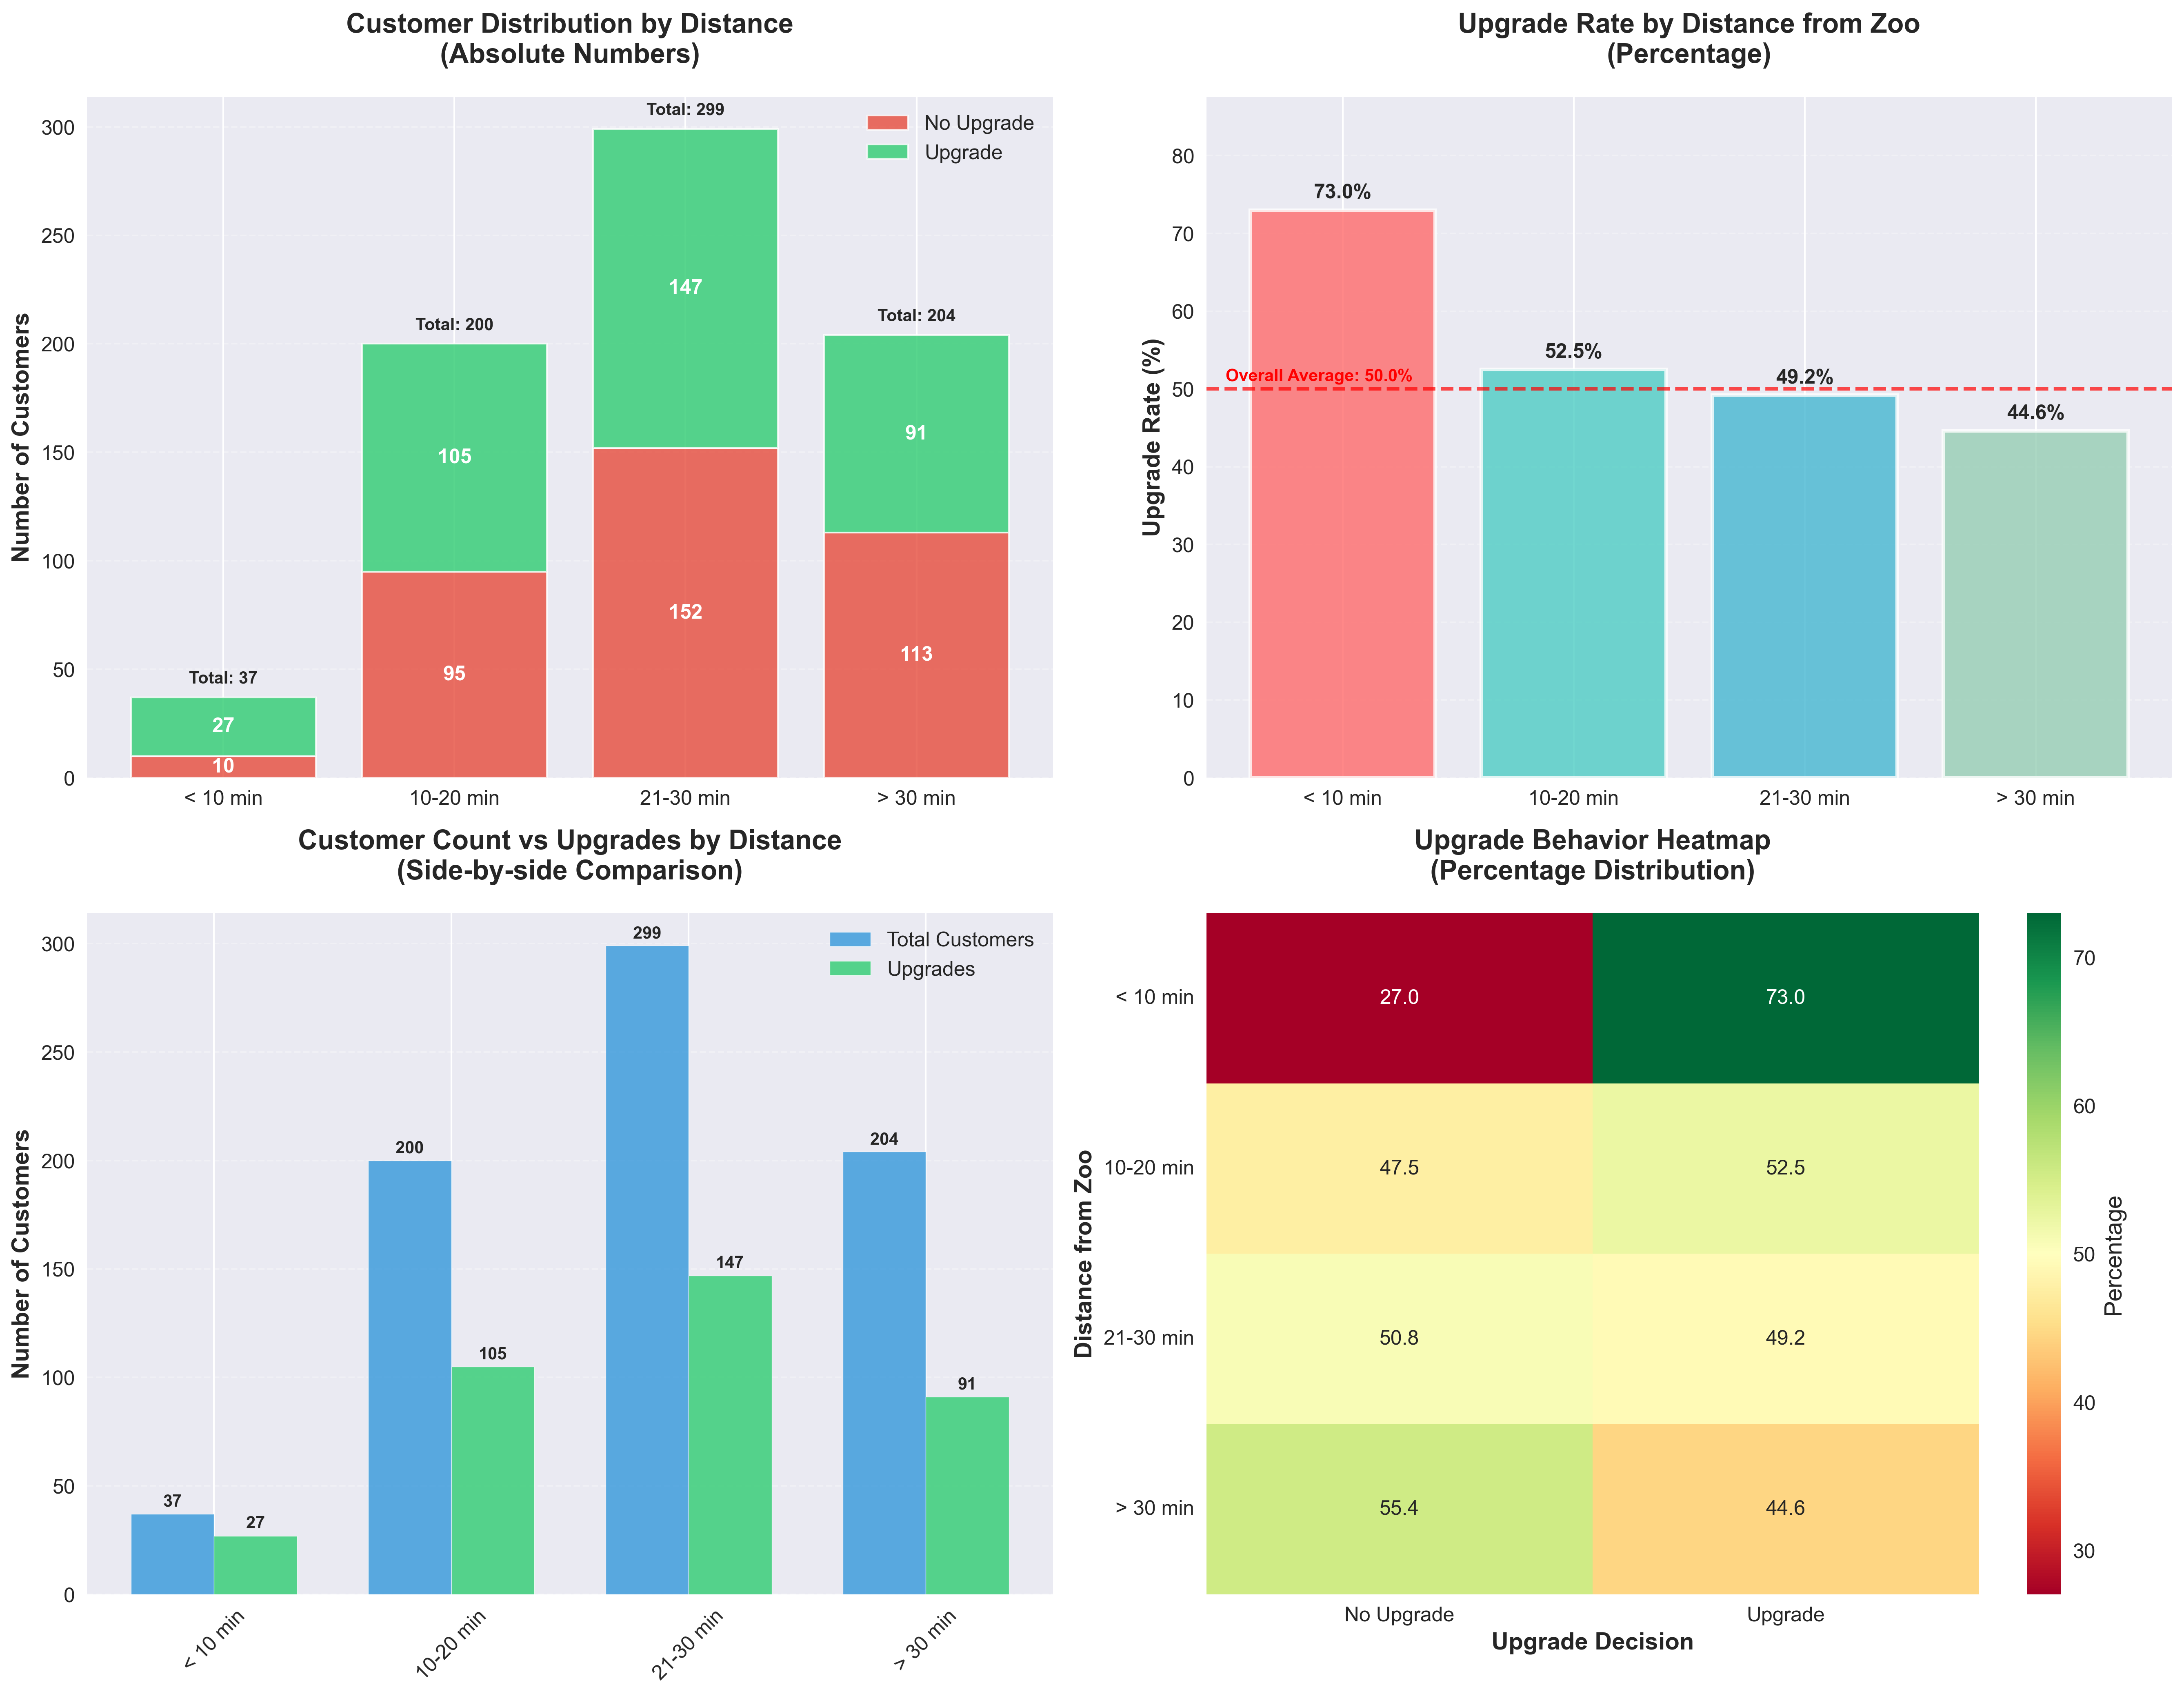 Customer Distribution by Distance
(Absolute Numbers)
Number of Customers
300
250
200
150
100
50
0
Total: 299
Total: 200
Total: 204
Total: 37
No Upgrade
Upgrade
147
105
91
152
95
113
27
10
< 10 min
10-20 min
21-30 min
> 30 min
Upgrade Rate by Distance from Zoo
(Percentage)
Upgrade Rate (%)
80
70
60
50
40
30
20
10
0
73.0%
52.5%
49.2%
44.6%
Overall Average: 50.0%
< 10 min
10-20 min
21-30 min
> 30 min
Customer Count vs Upgrades by Distance
(Side-by-side Comparison)
Number of Customers
300
250
200
150
100
50
0
Total Customers
Upgrades
37
27
200
105
299
147
204
91
< 10 min
10-20 min
21-30 min
> 30 min
Upgrade Behavior Heatmap
(Percentage Distribution)
Distance from Zoo
< 10 min
27.0
73.0
10-20 min
47.5
52.5
21-30 min
50.8
49.2
> 30 min
55.4
44.6
No Upgrade
Upgrade
Upgrade Decision
70
60
50
40
30
Percentage